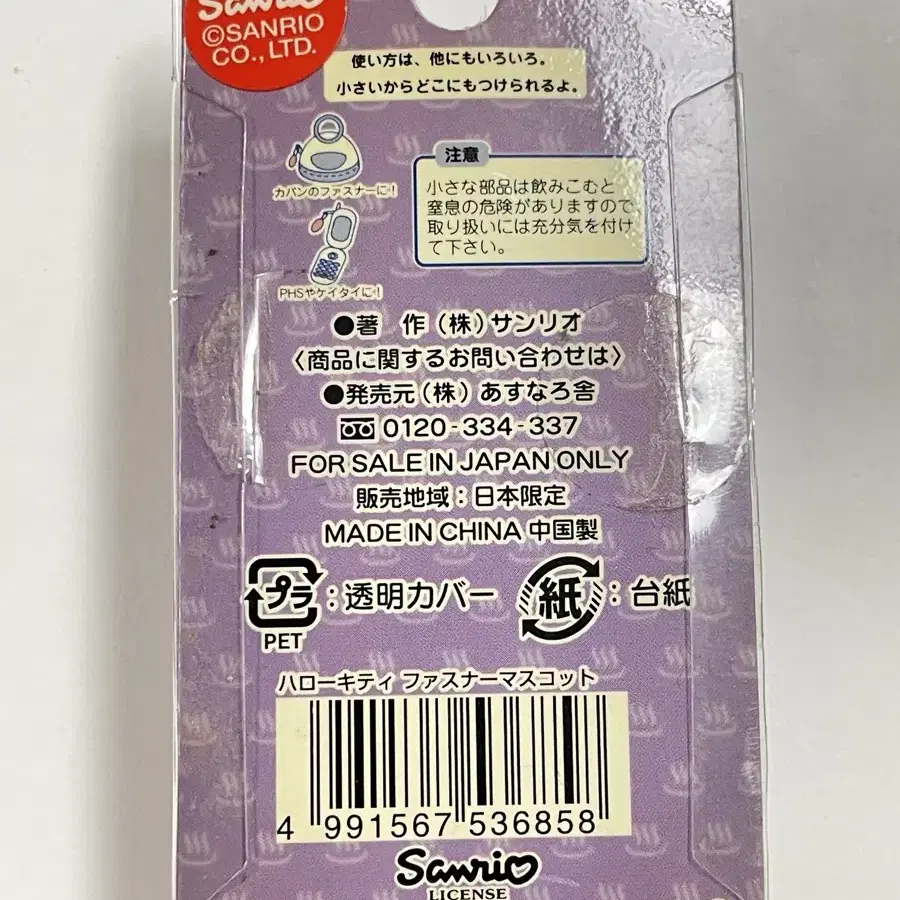 Sanrio
©SANRIO
CO., LTD.
使い方は、他にもいろいろ。
小さいからどこにもつけられるよ。
カバンのファスナーに!
PHSやケイタイに!
注意
小さな部品は飲みこむと
窒息の危険がありますので
取り扱いには充分気を付け
て下さい。
●著 作(株)サンリオ
〈商品に関するお問い合わせは〉
●発売元(株)あすなろ舎
0120-334-337
FOR SALE IN JAPAN ONLY
販売地域:日本限定
MADE IN CHINA 中国製
プラ:透明カバー
PET
紙:台紙
ハローキティ ファスナーマスコット
4 991567 536858
Sanrio
LICENSE